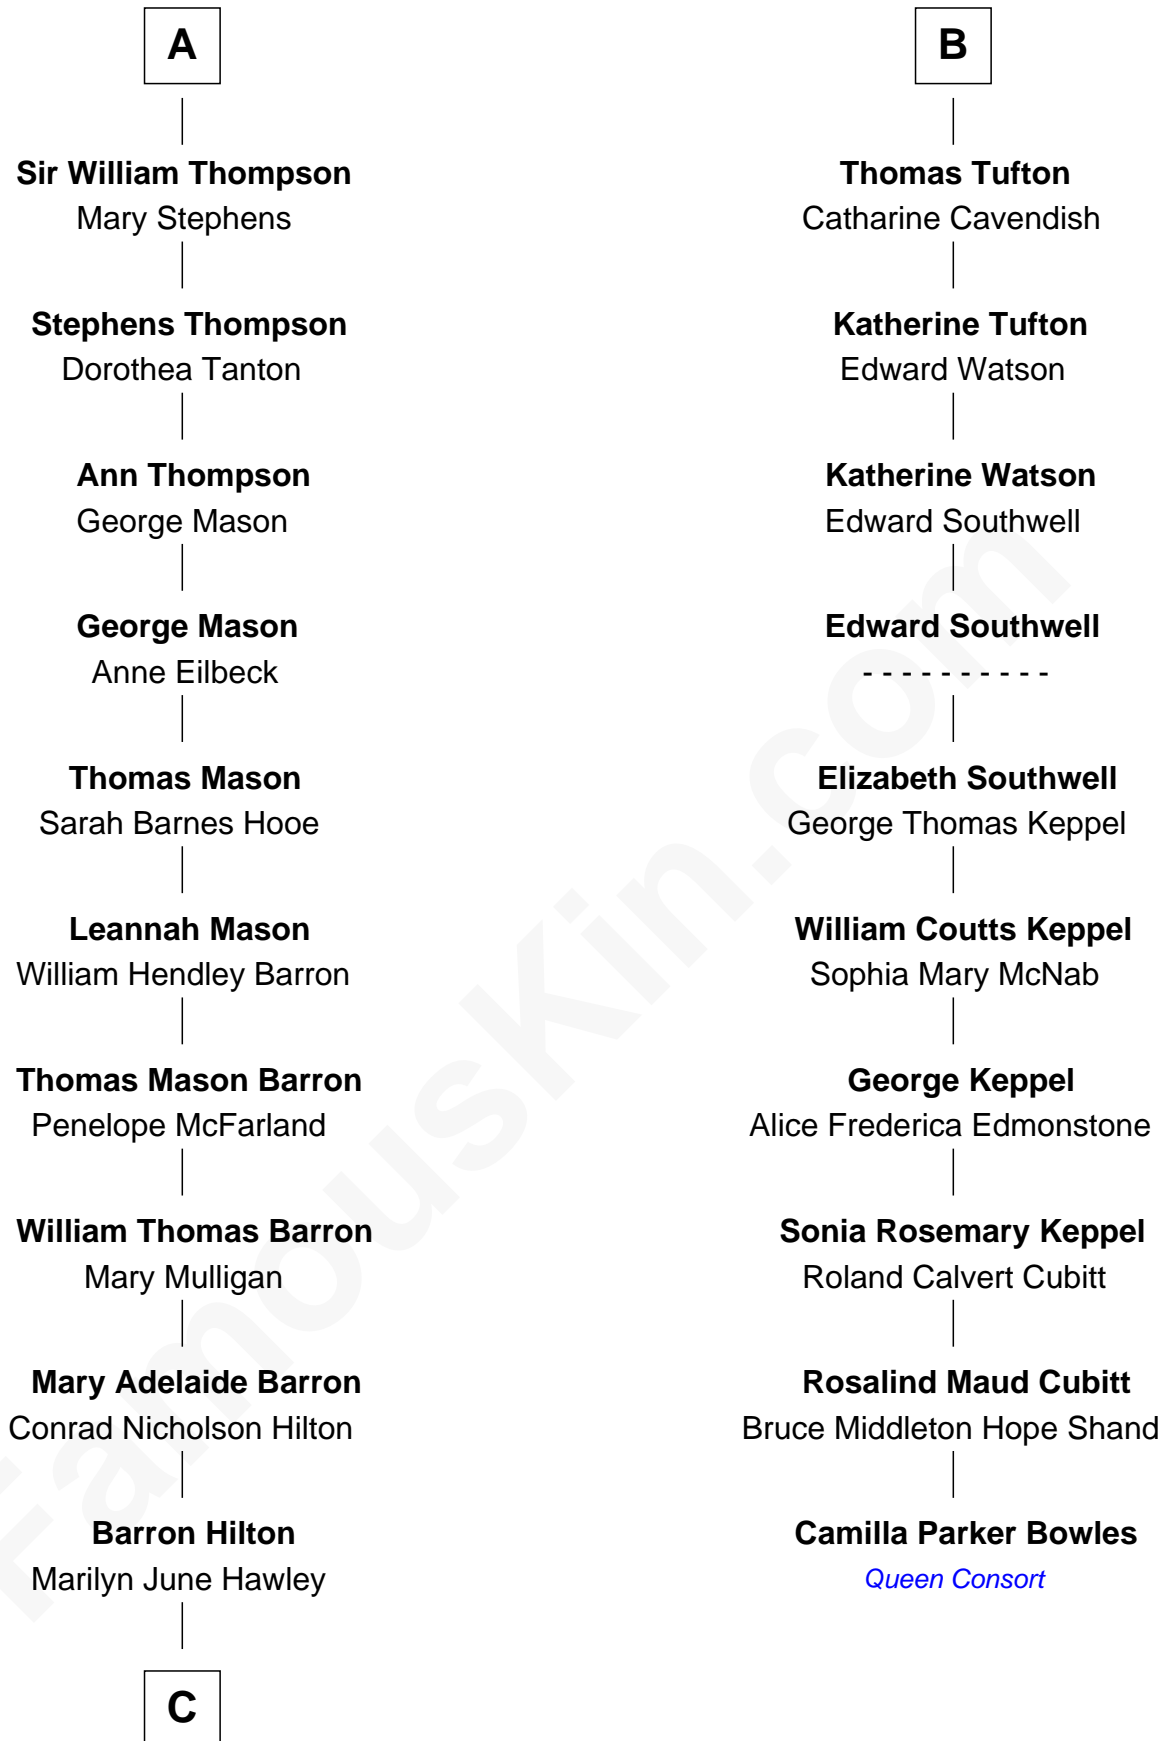 A
Sir William Thompson
Mary Stephens
Stephens Thompson
Dorothea Tanton
Ann Thompson
George Mason
George Mason
Anne Eilbeck
Thomas Mason
Sarah Barnes Hooe
Leannah Mason
William Hendley Barron
Thomas Mason Barron
Penelope McFarland
William Thomas Barron
Mary Mulligan
Mary Adelaide Barron
Conrad Nicholson Hilton
Barron Hilton
Marilyn June Hawley
C
B
Thomas Tufton
Catharine Cavendish
Katherine Tufton
Edward Watson
Katherine Watson
Edward Southwell
Edward Southwell
- - - - - - - - - -
Elizabeth Southwell
George Thomas Keppel
William Coutts Keppel
Sophia Mary McNab
George Keppel
Alice Frederica Edmonstone
Sonia Rosemary Keppel
Roland Calvert Cubitt
Rosalind Maud Cubitt
Bruce Middleton Hope Shand
Camilla Parker Bowles
Queen Consort
FamousKin.com